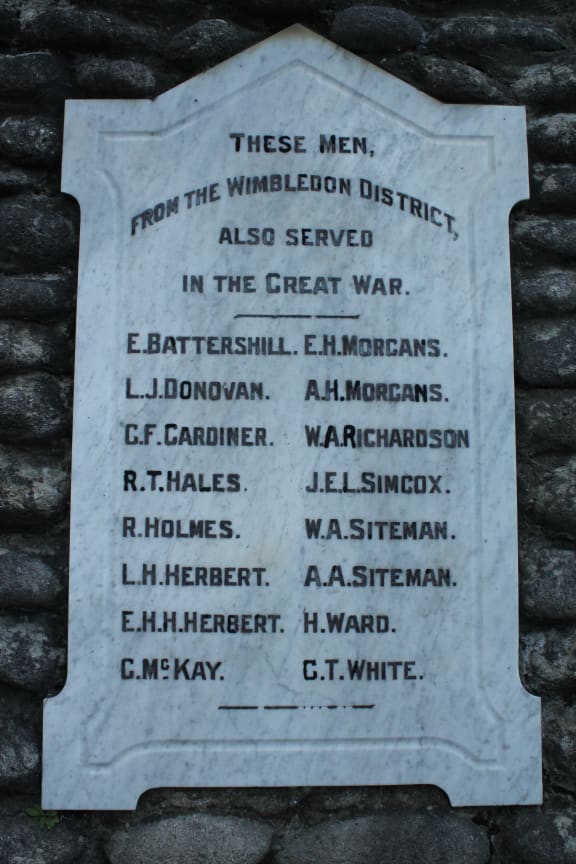 THESE MEN,
FROM THE WIMBLEDON DISTRICT,
ALSO SERVED
IN THE GREAT WAR.
E.BATTERSHILL. E.H.MORGANS.
L.J.DONOVAN. A.H.MORGANS.
G.F.GARDINER. W.A.RICHARDSON
R.T.HALES. J.E.L.SIMCOX.
R.HOLMES. W.A.SITEMAN.
L.H.HERBERT. A.A.SITEMAN.
E.H.H.HERBERT. H.WARD.
G.McKAY. G.T.WHITE.